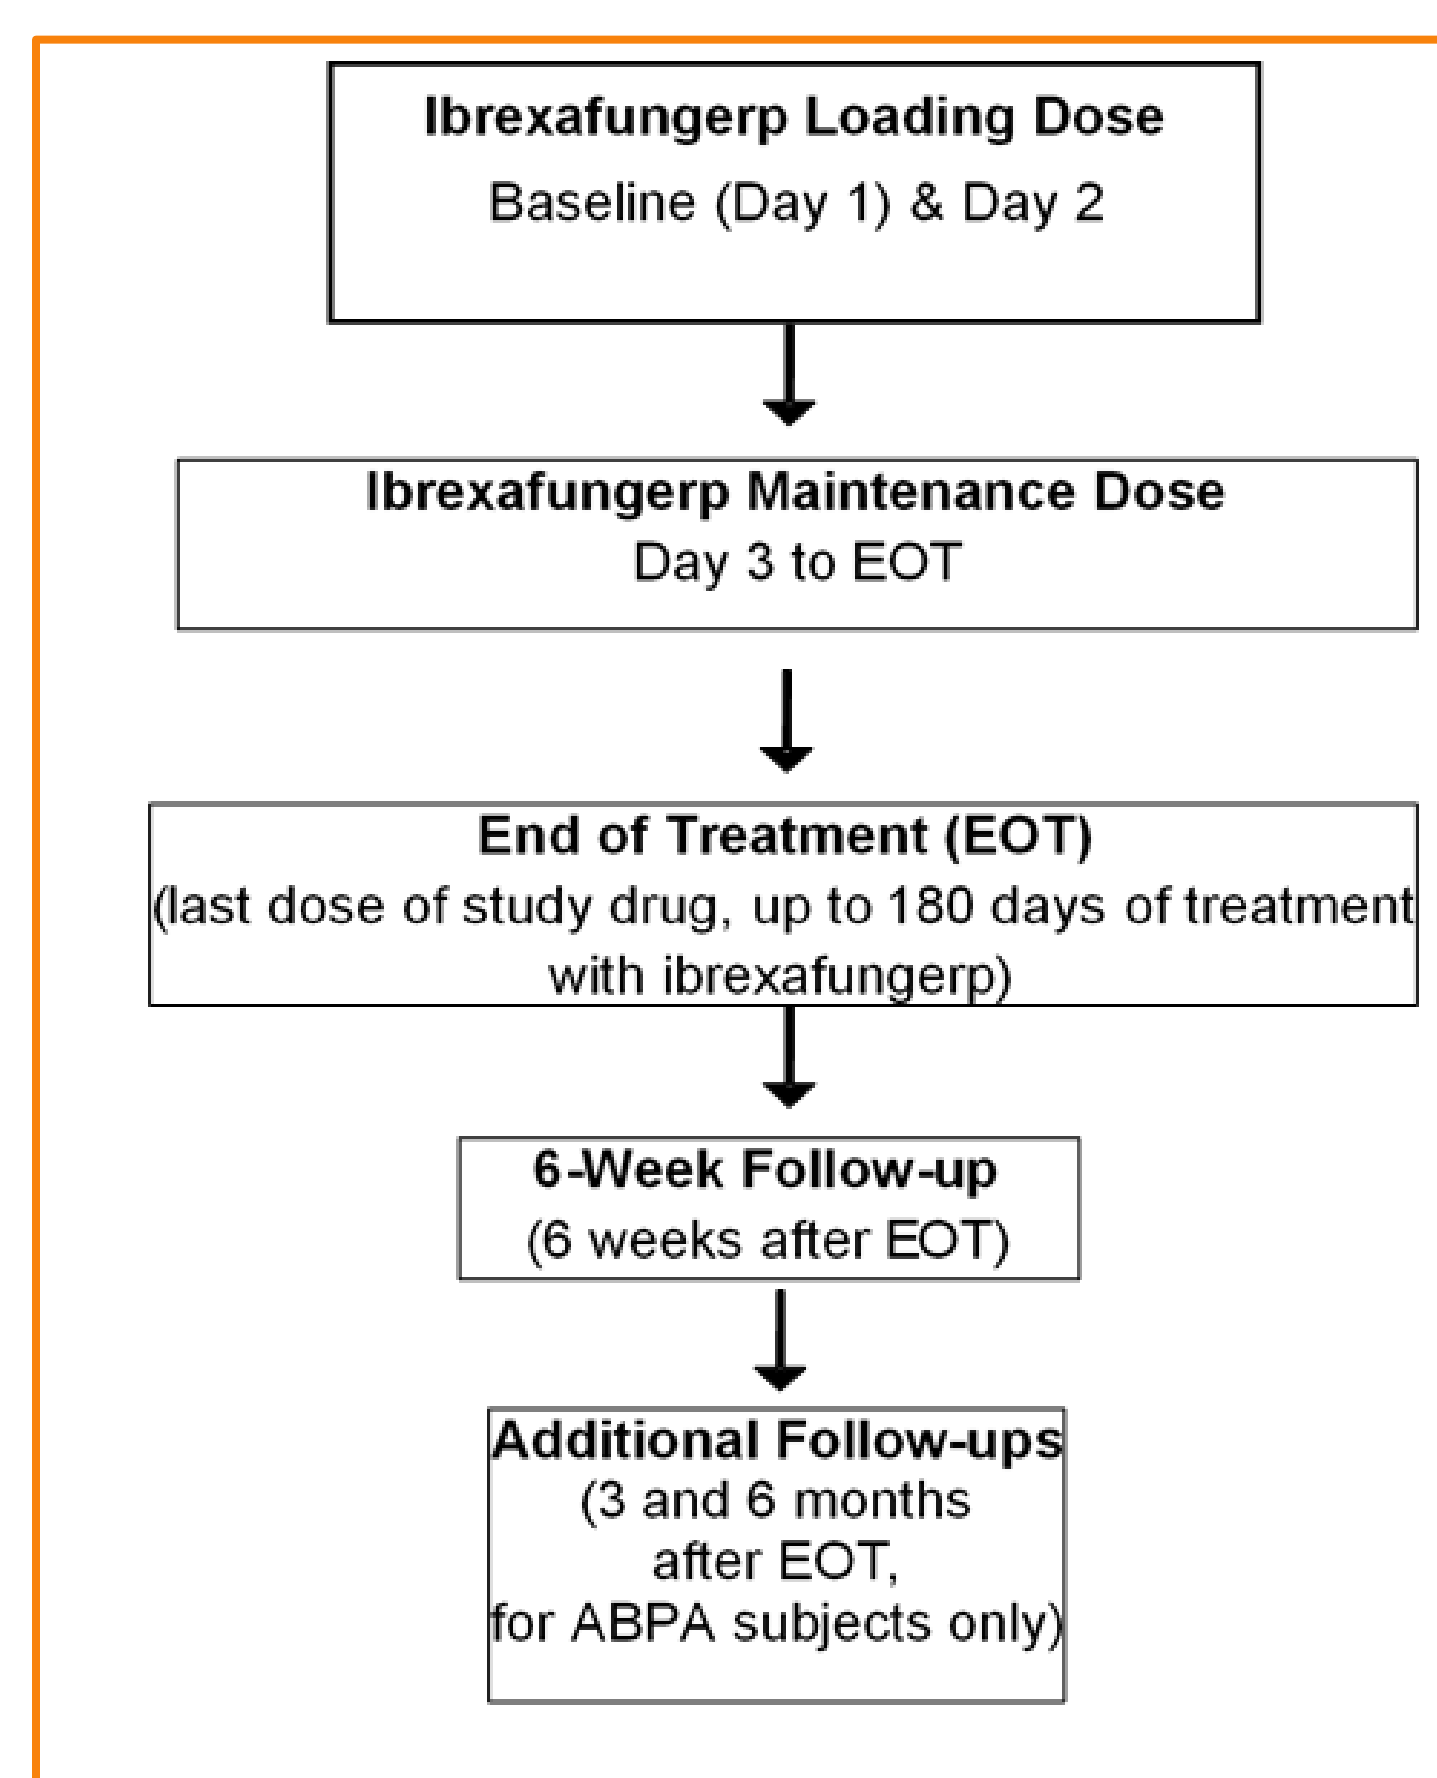 Ibrexafungerp Loading Dose
Baseline (Day 1) & Day 2
Ibrexafungerp Maintenance Dose
Day 3 to EOT
End of Treatment (EOT)
(last dose of study drug, up to 180 days of treatment
with ibrexafungerp)
6-Week Follow-up
(6 weeks after EOT)
Additional Follow-ups
(3 and 6 months
after EOT,
for ABPA subjects only)